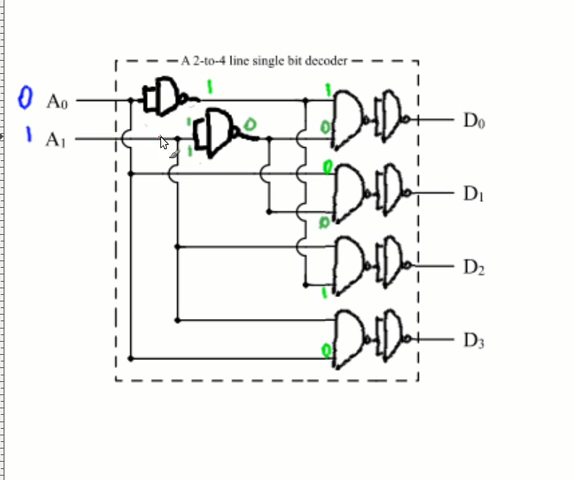 A 2-to-4 line single bit decoder
0 A₀ 1 1 D₀
1 A₁ 1 0 0
1
0 D₁
0
D₂
1
D₃
0